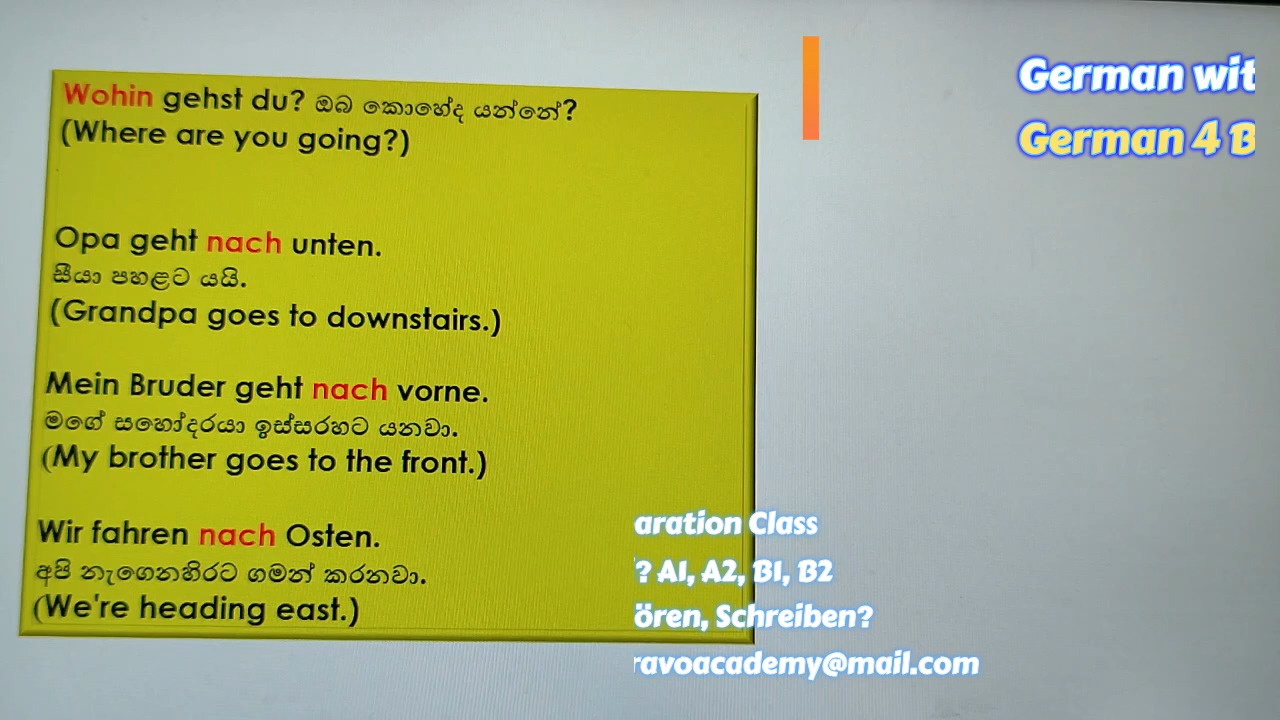 Wohin gehst du? ඔබ කොහේද යන්නේ?
(Where are you going?)
Opa geht nach unten.
සීයා පහළට යයි.
(Grandpa goes to downstairs.)
Mein Bruder geht nach vorne.
මගේ සහෝදරයා ඉස්සරහට යනවා.
(My brother goes to the front.)
Wir fahren nach Osten.
අපි නැගෙනහිරට ගමන් කරනවා.
(We're heading east.)
German wit
German 4 B
aration Class
? A1, A2, B1, B2
ören, Schreiben?
ravoacademy@mail.com